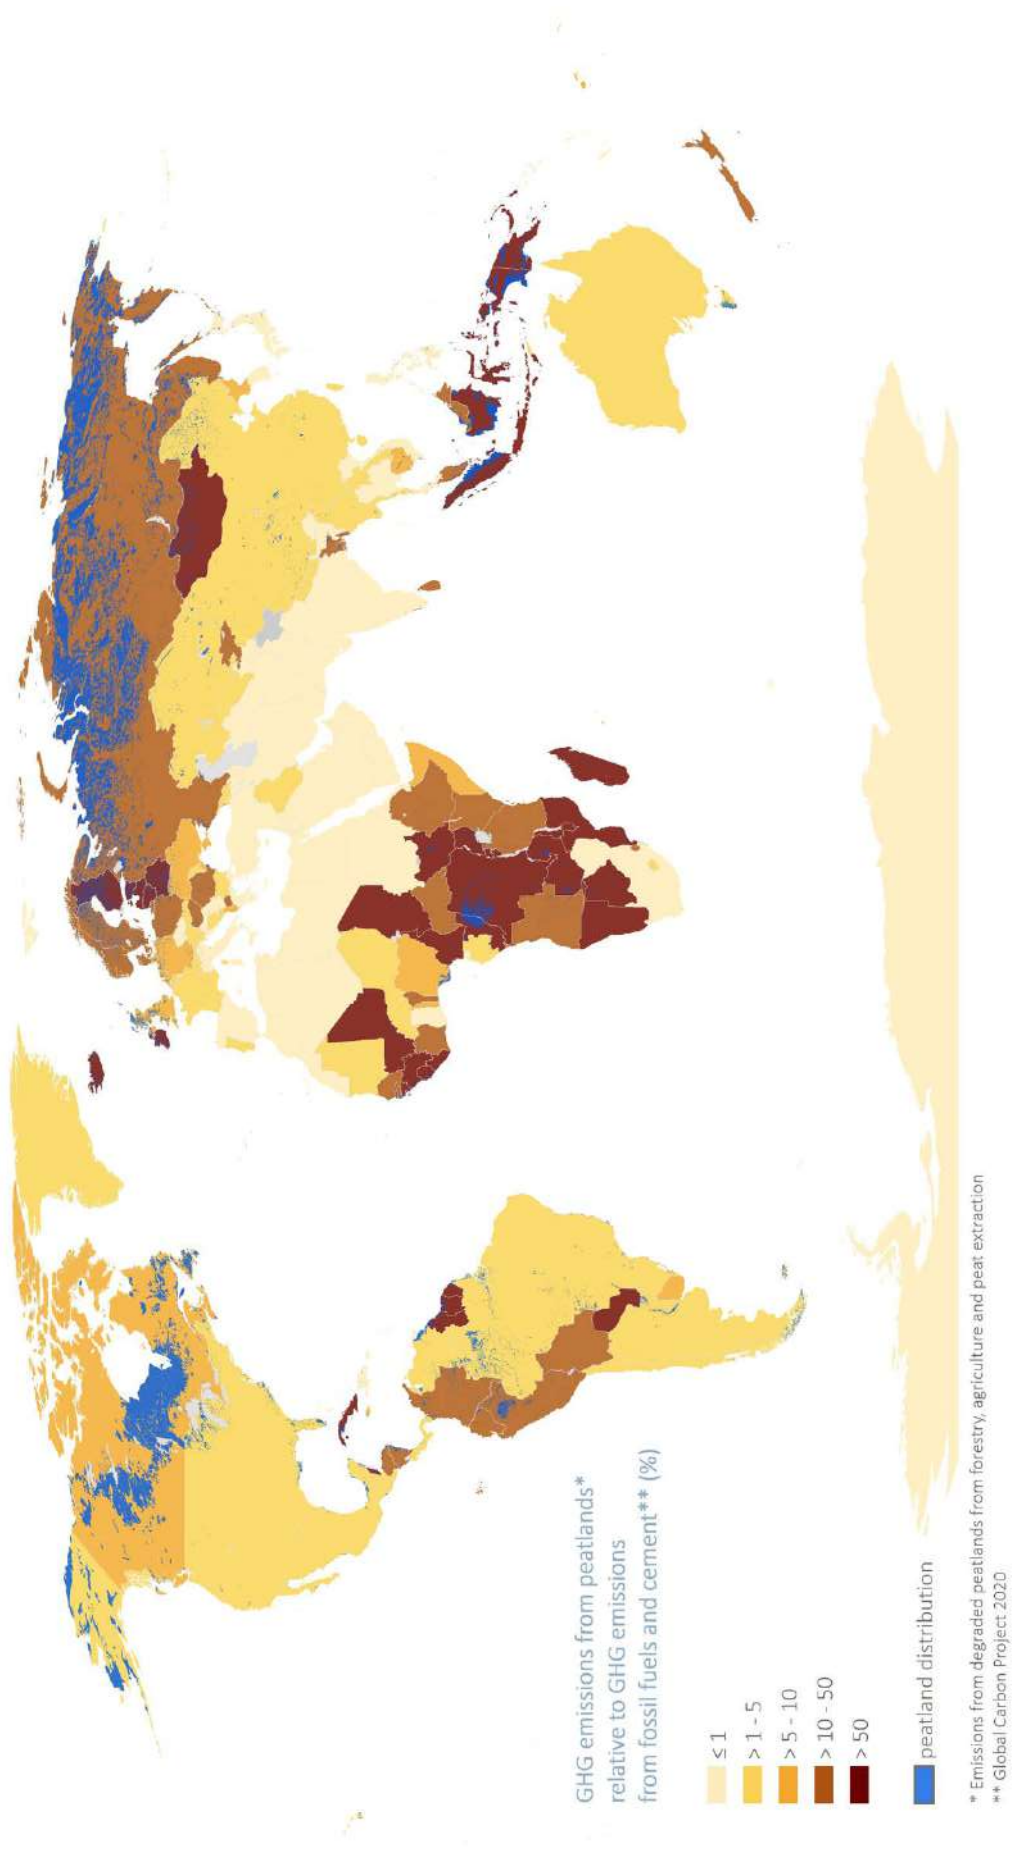 GHG emissions from peatlands*
relative to GHG emissions
from fossil fuels and cement** (%)
≤ 1
> 1 - 5
> 5 - 10
> 10 - 50
> 50
peatland distribution
* Emissions from degraded peatlands from forestry, agriculture and peat extraction
** Global Carbon Project 2020